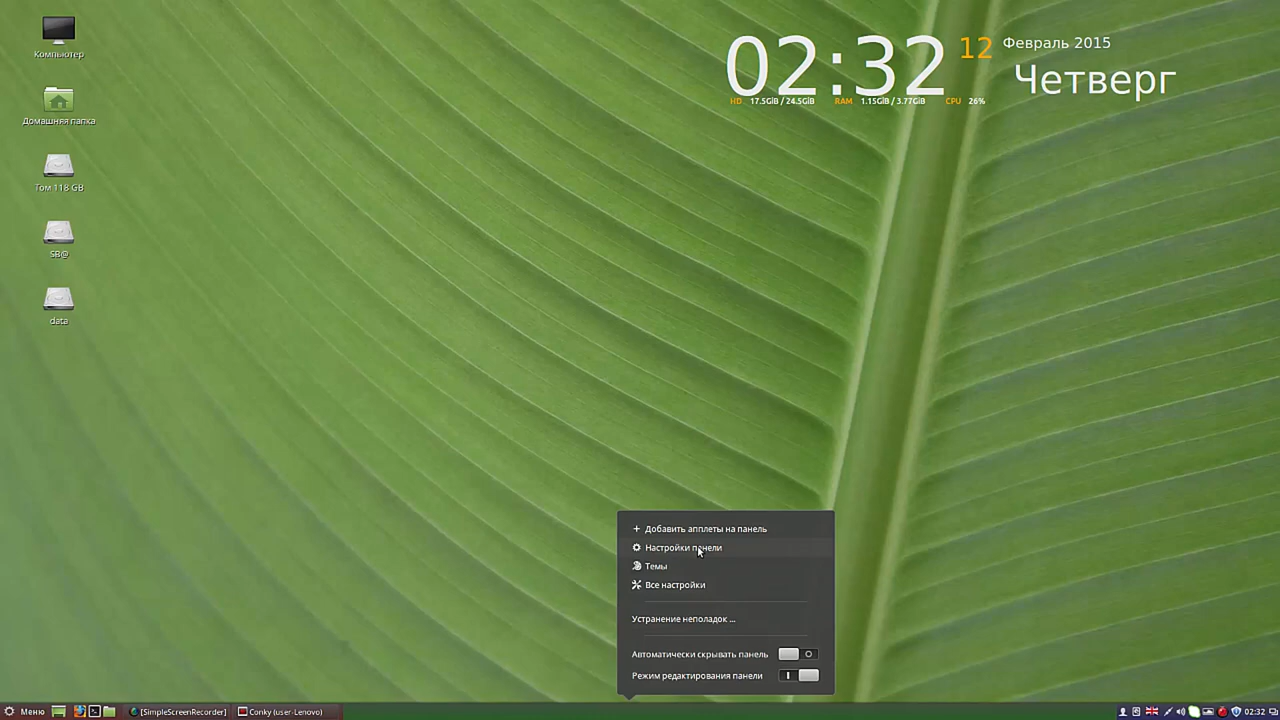 Компьютер
Домашняя папка
Том 118 GB
SB@
data
02:32
12
Февраль 2015
Четверг
HD 17.5GiB / 24.5GiB RAM 1.15GiB / 3.77GiB CPU 26%
Добавить апплеты на панель
Настройки панели
Темы
Все настройки
Устранение неполадок ...
Автоматически скрывать панель
Режим редактирования панели
Меню
[SimpleScreenRecorder]
Conky (user-Lenovo)
02:32